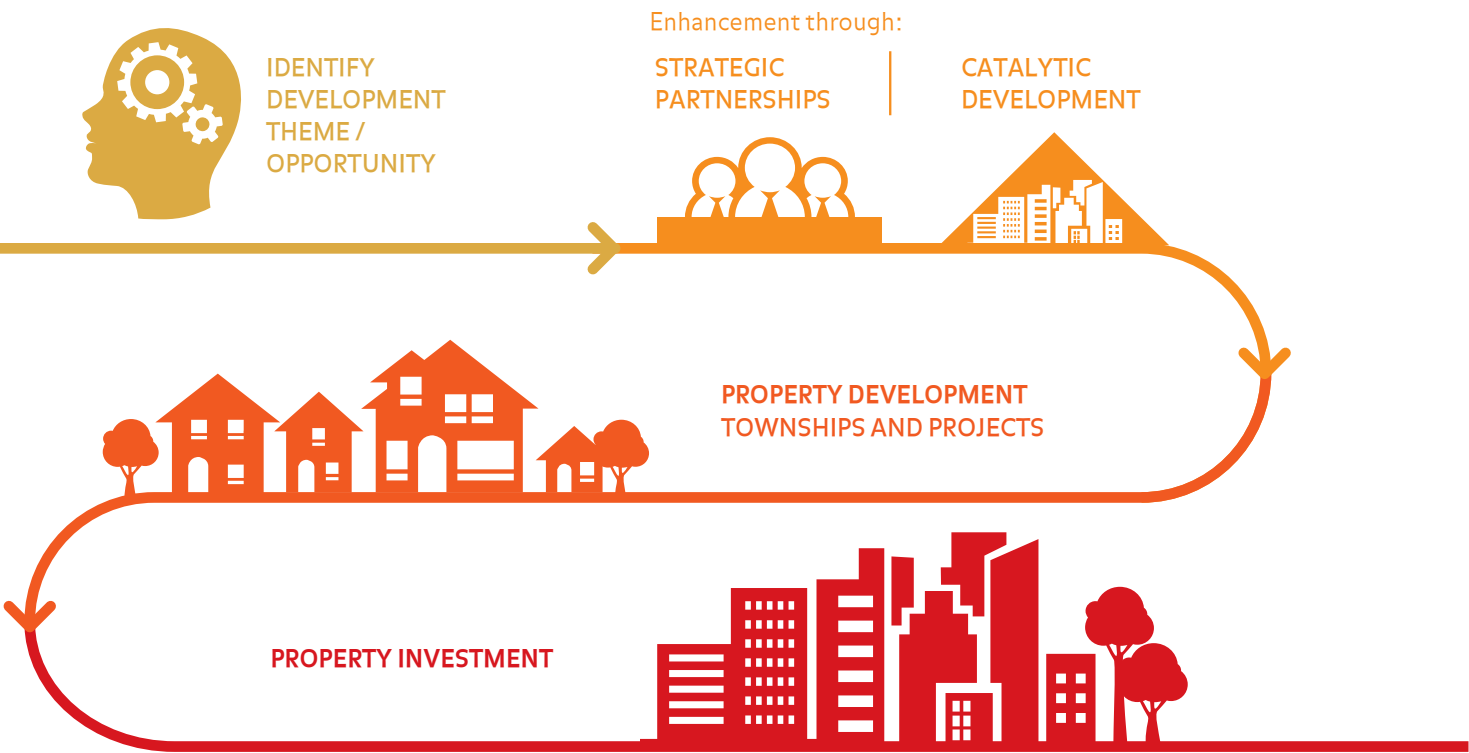 IDENTIFY
DEVELOPMENT
THEME /
OPPORTUNITY
Enhancement through:
STRATEGIC
PARTNERSHIPS
CATALYTIC
DEVELOPMENT
PROPERTY DEVELOPMENT
TOWNSHIPS AND PROJECTS
PROPERTY INVESTMENT